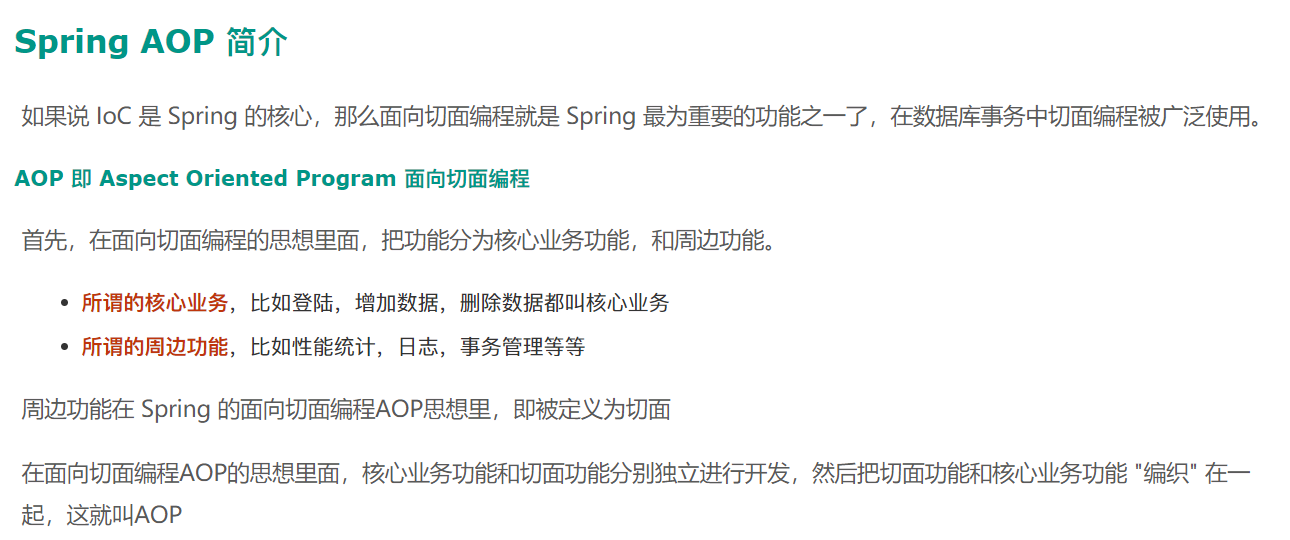 Spring AOP 简介
如果说 IoC 是 Spring 的核心，那么面向切面编程就是 Spring 最为重要的功能之一了，在数据库事务中切面编程被广泛使用。
AOP 即 Aspect Oriented Program 面向切面编程
首先，在面向切面编程的思想里面，把功能分为核心业务功能，和周边功能。
• 所谓的核心业务，比如登陆，增加数据，删除数据都叫核心业务
• 所谓的周边功能，比如性能统计，日志，事务管理等等
周边功能在 Spring 的面向切面编程AOP思想里，即被定义为切面
在面向切面编程AOP的思想里面，核心业务功能和切面功能分别独立进行开发，然后把切面功能和核心业务功能 "编织" 在一
起，这就叫AOP